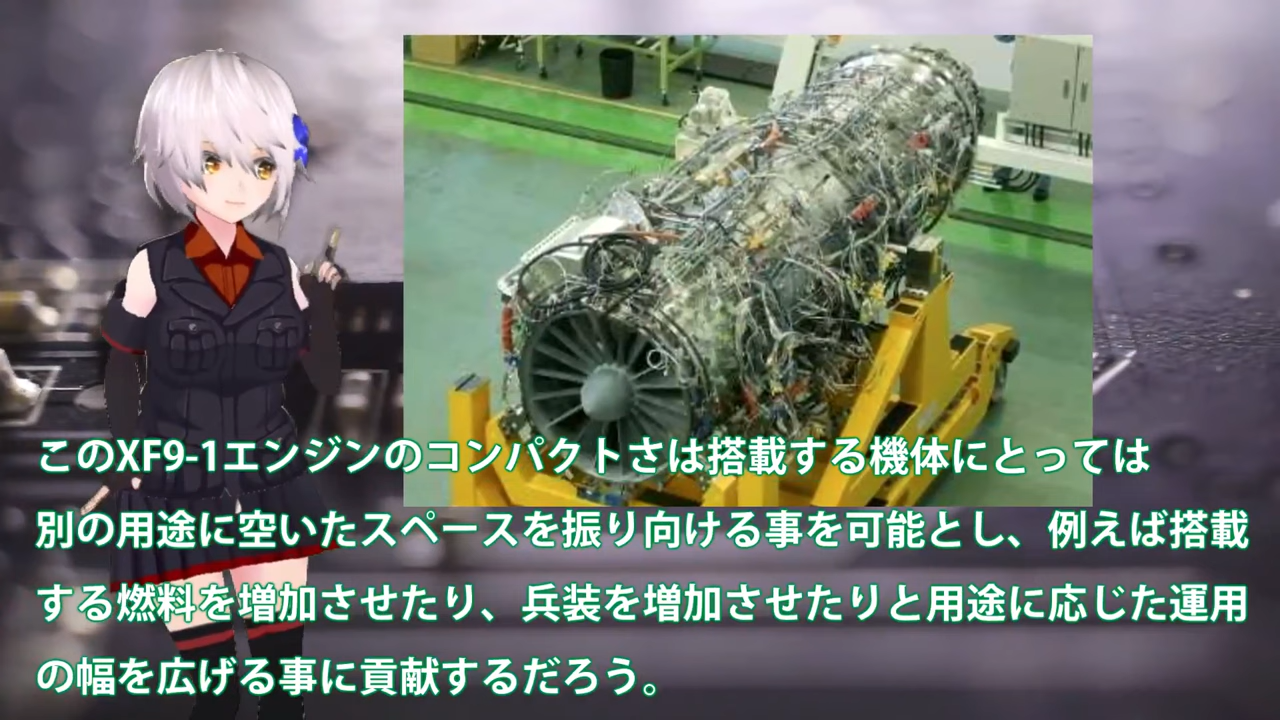 このXF9-1エンジンのコンパクトさは搭載する機体にとっては
別の用途に空いたスペースを振り向ける事を可能とし、例えば搭載
する燃料を増加させたり、兵装を増加させたりと用途に応じた運用
の幅を広げる事に貢献するだろう。